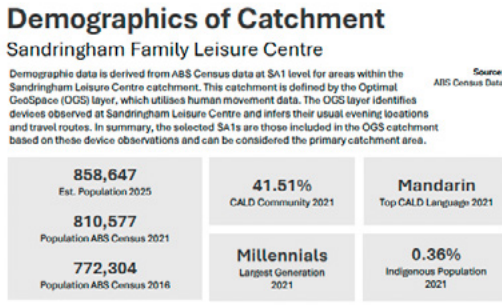 Demographics of Catchment
Sandringham Family Leisure Centre
Demographic data is derived from ABS Census data at SA1 level for areas within the
Sandringham Leisure Centre catchment. This catchment is defined by the Optimal
GeoSpace (OGS) layer, which utilises human movement data. The OGS layer identifies
devices observed at Sandringham Leisure Centre and infers their usual evening locations
and travel routes. In summary, the selected SA1s are those included in the OGS catchment
based on these device observations and can be considered the primary catchment area.
Source:
ABS Census Data
858,647
Est. Population 2025
810,577
Population ABS Census 2021
772,304
Population ABS Census 2016
41.51%
CALD Community 2021
Mandarin
Top CALD Language 2021
Millennials
Largest Generation
2021
0.36%
Indigenous Population
2021